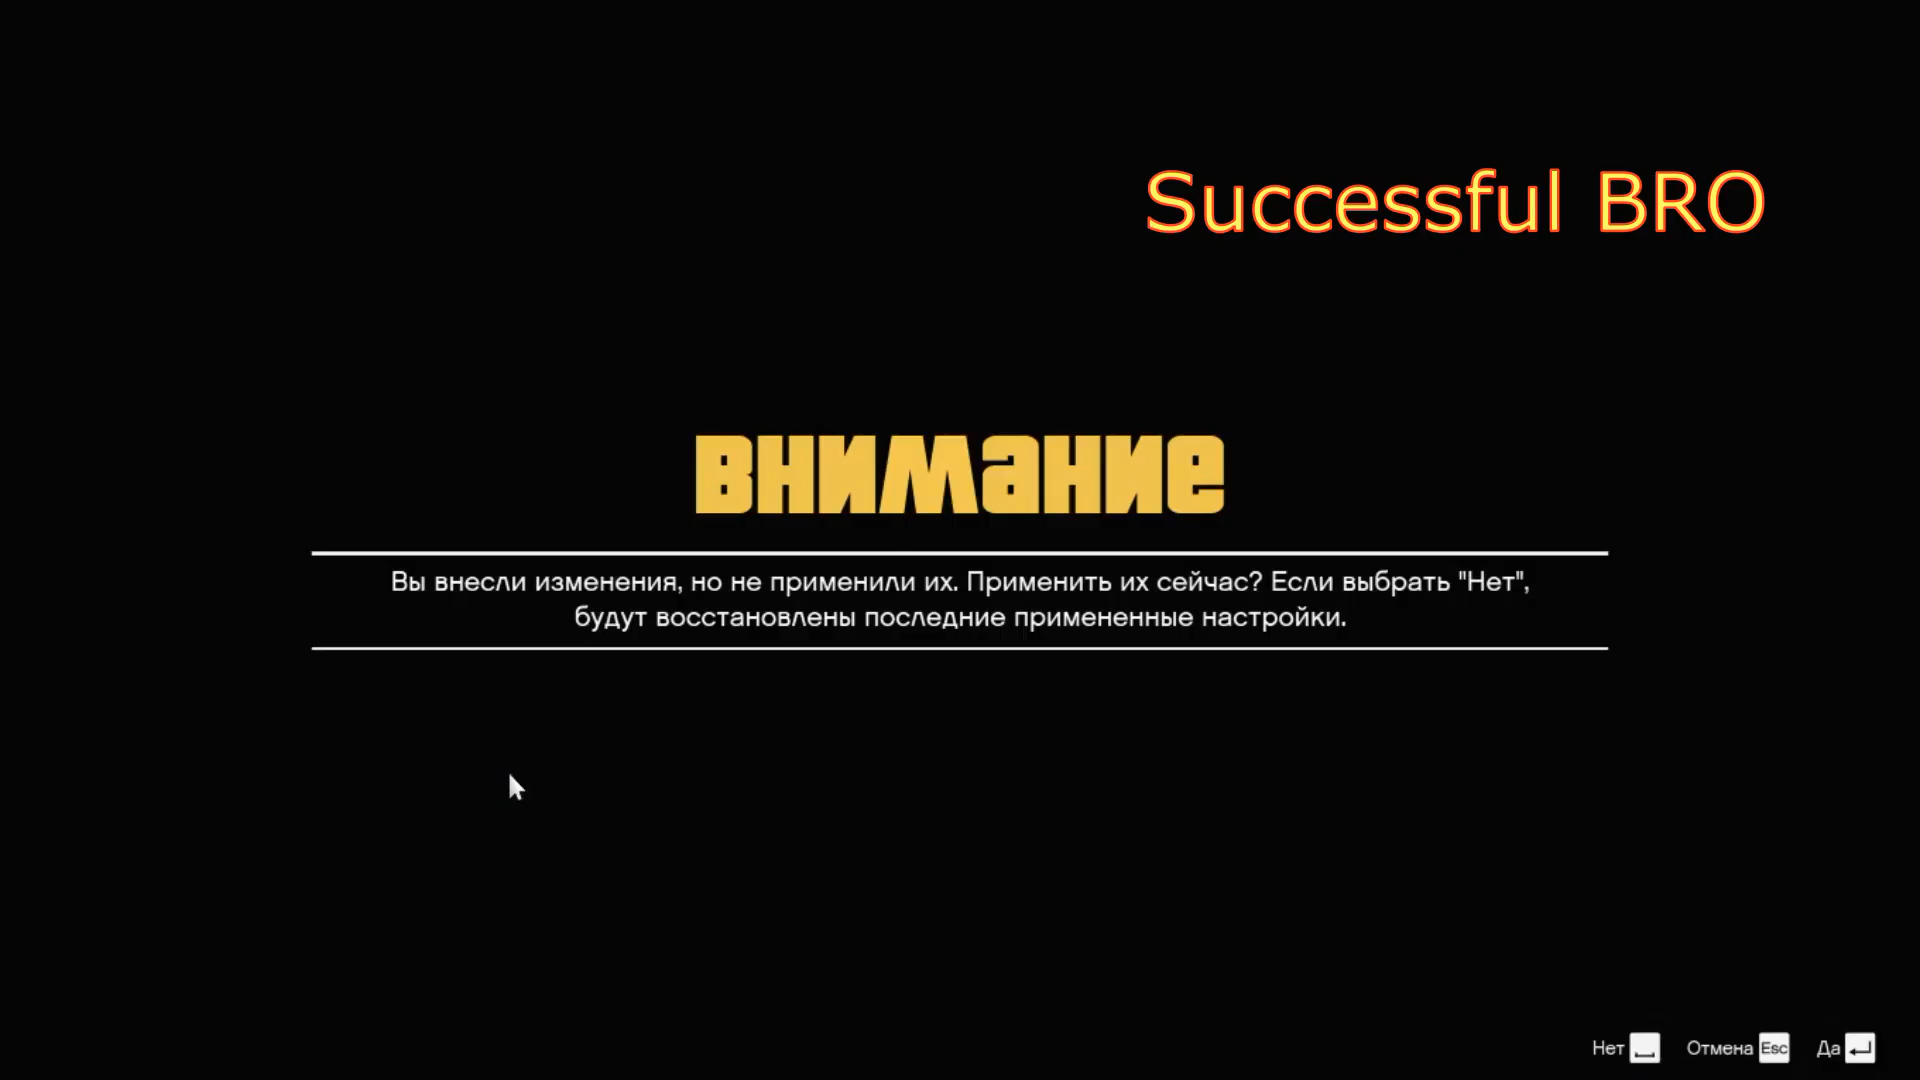 Successful BRO
внимание
Вы внесли изменения, но не применили их. Применить их сейчас? Если выбрать "Нет",
будут восстановлены последние примененные настройки.
Нет Отмена Esc Да